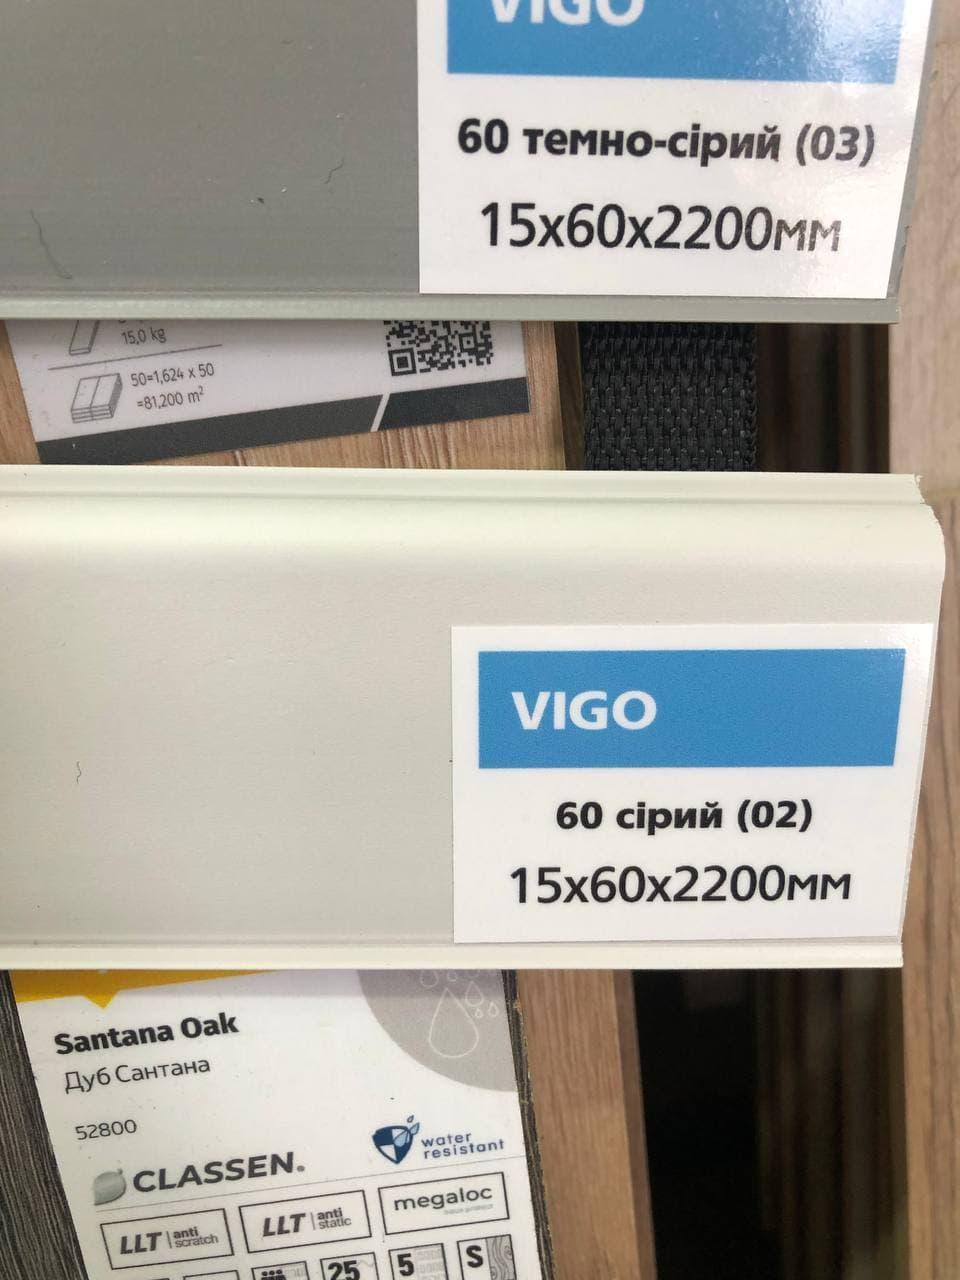 VIGO
60 темно-сірий (03)
15x60x2200мм
15,0 kg
50=1,624 x 50
=81,200 m²
VIGO
60 сірий (02)
15x60x2200мм
Santana Oak
Дуб Сантана
52800
water
resistant
CLASSEN.
LLT anti
scratch
LLT anti
static
megaloc
25
5
S